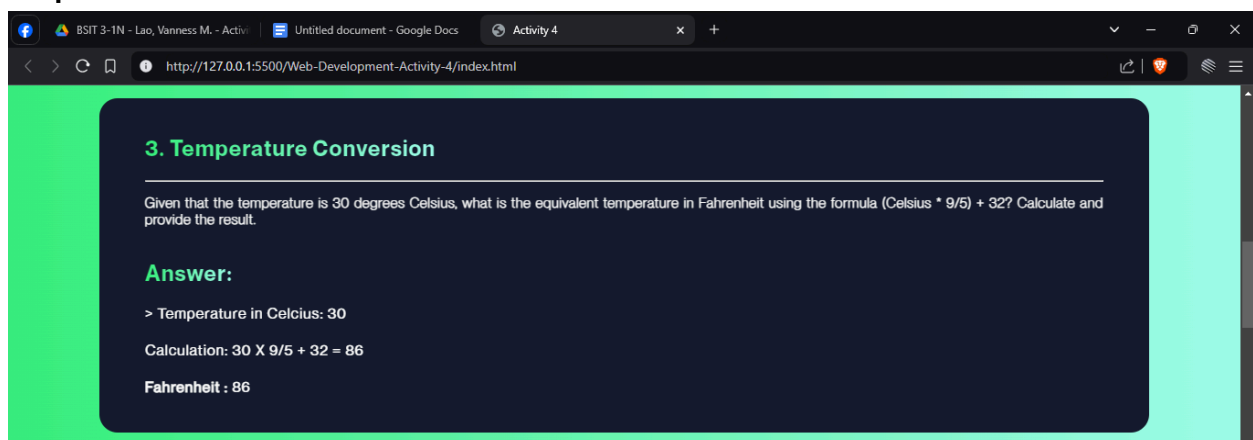 BSIT 3-1N - Lao, Vanness M. - Activi
Untitled document - Google Docs
Activity 4
http://127.0.0.1:5500/Web-Development-Activity-4/index.html
3. Temperature Conversion
Given that the temperature is 30 degrees Celsius, what is the equivalent temperature in Fahrenheit using the formula (Celsius * 9/5) + 32? Calculate and
provide the result.
Answer:
> Temperature in Celcius: 30
Calculation: 30 X 9/5 + 32 = 86
Fahrenheit : 86